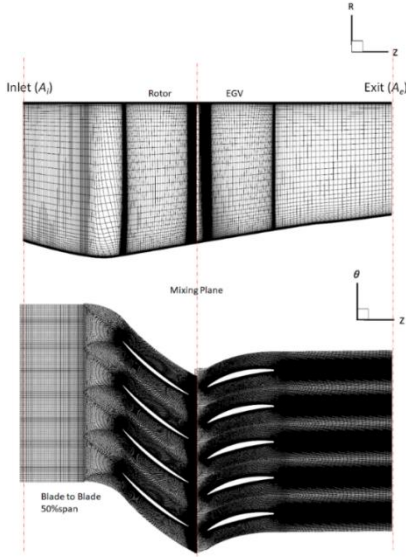 R
Z
Inlet (Ai)
Rotor
EGV
Exit (Ae)
Mixing Plane
θ
Z
Blade to Blade
50%span